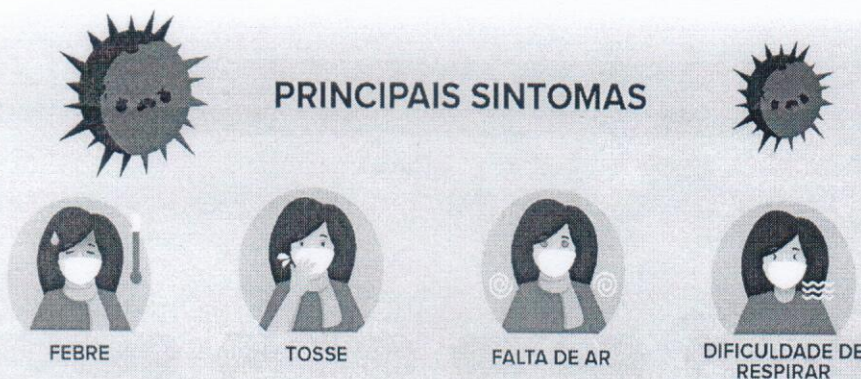 PRINCIPAIS SINTOMAS
FEBRE
TOSSE
FALTA DE AR
DIFICULDADE DE
RESPIRAR